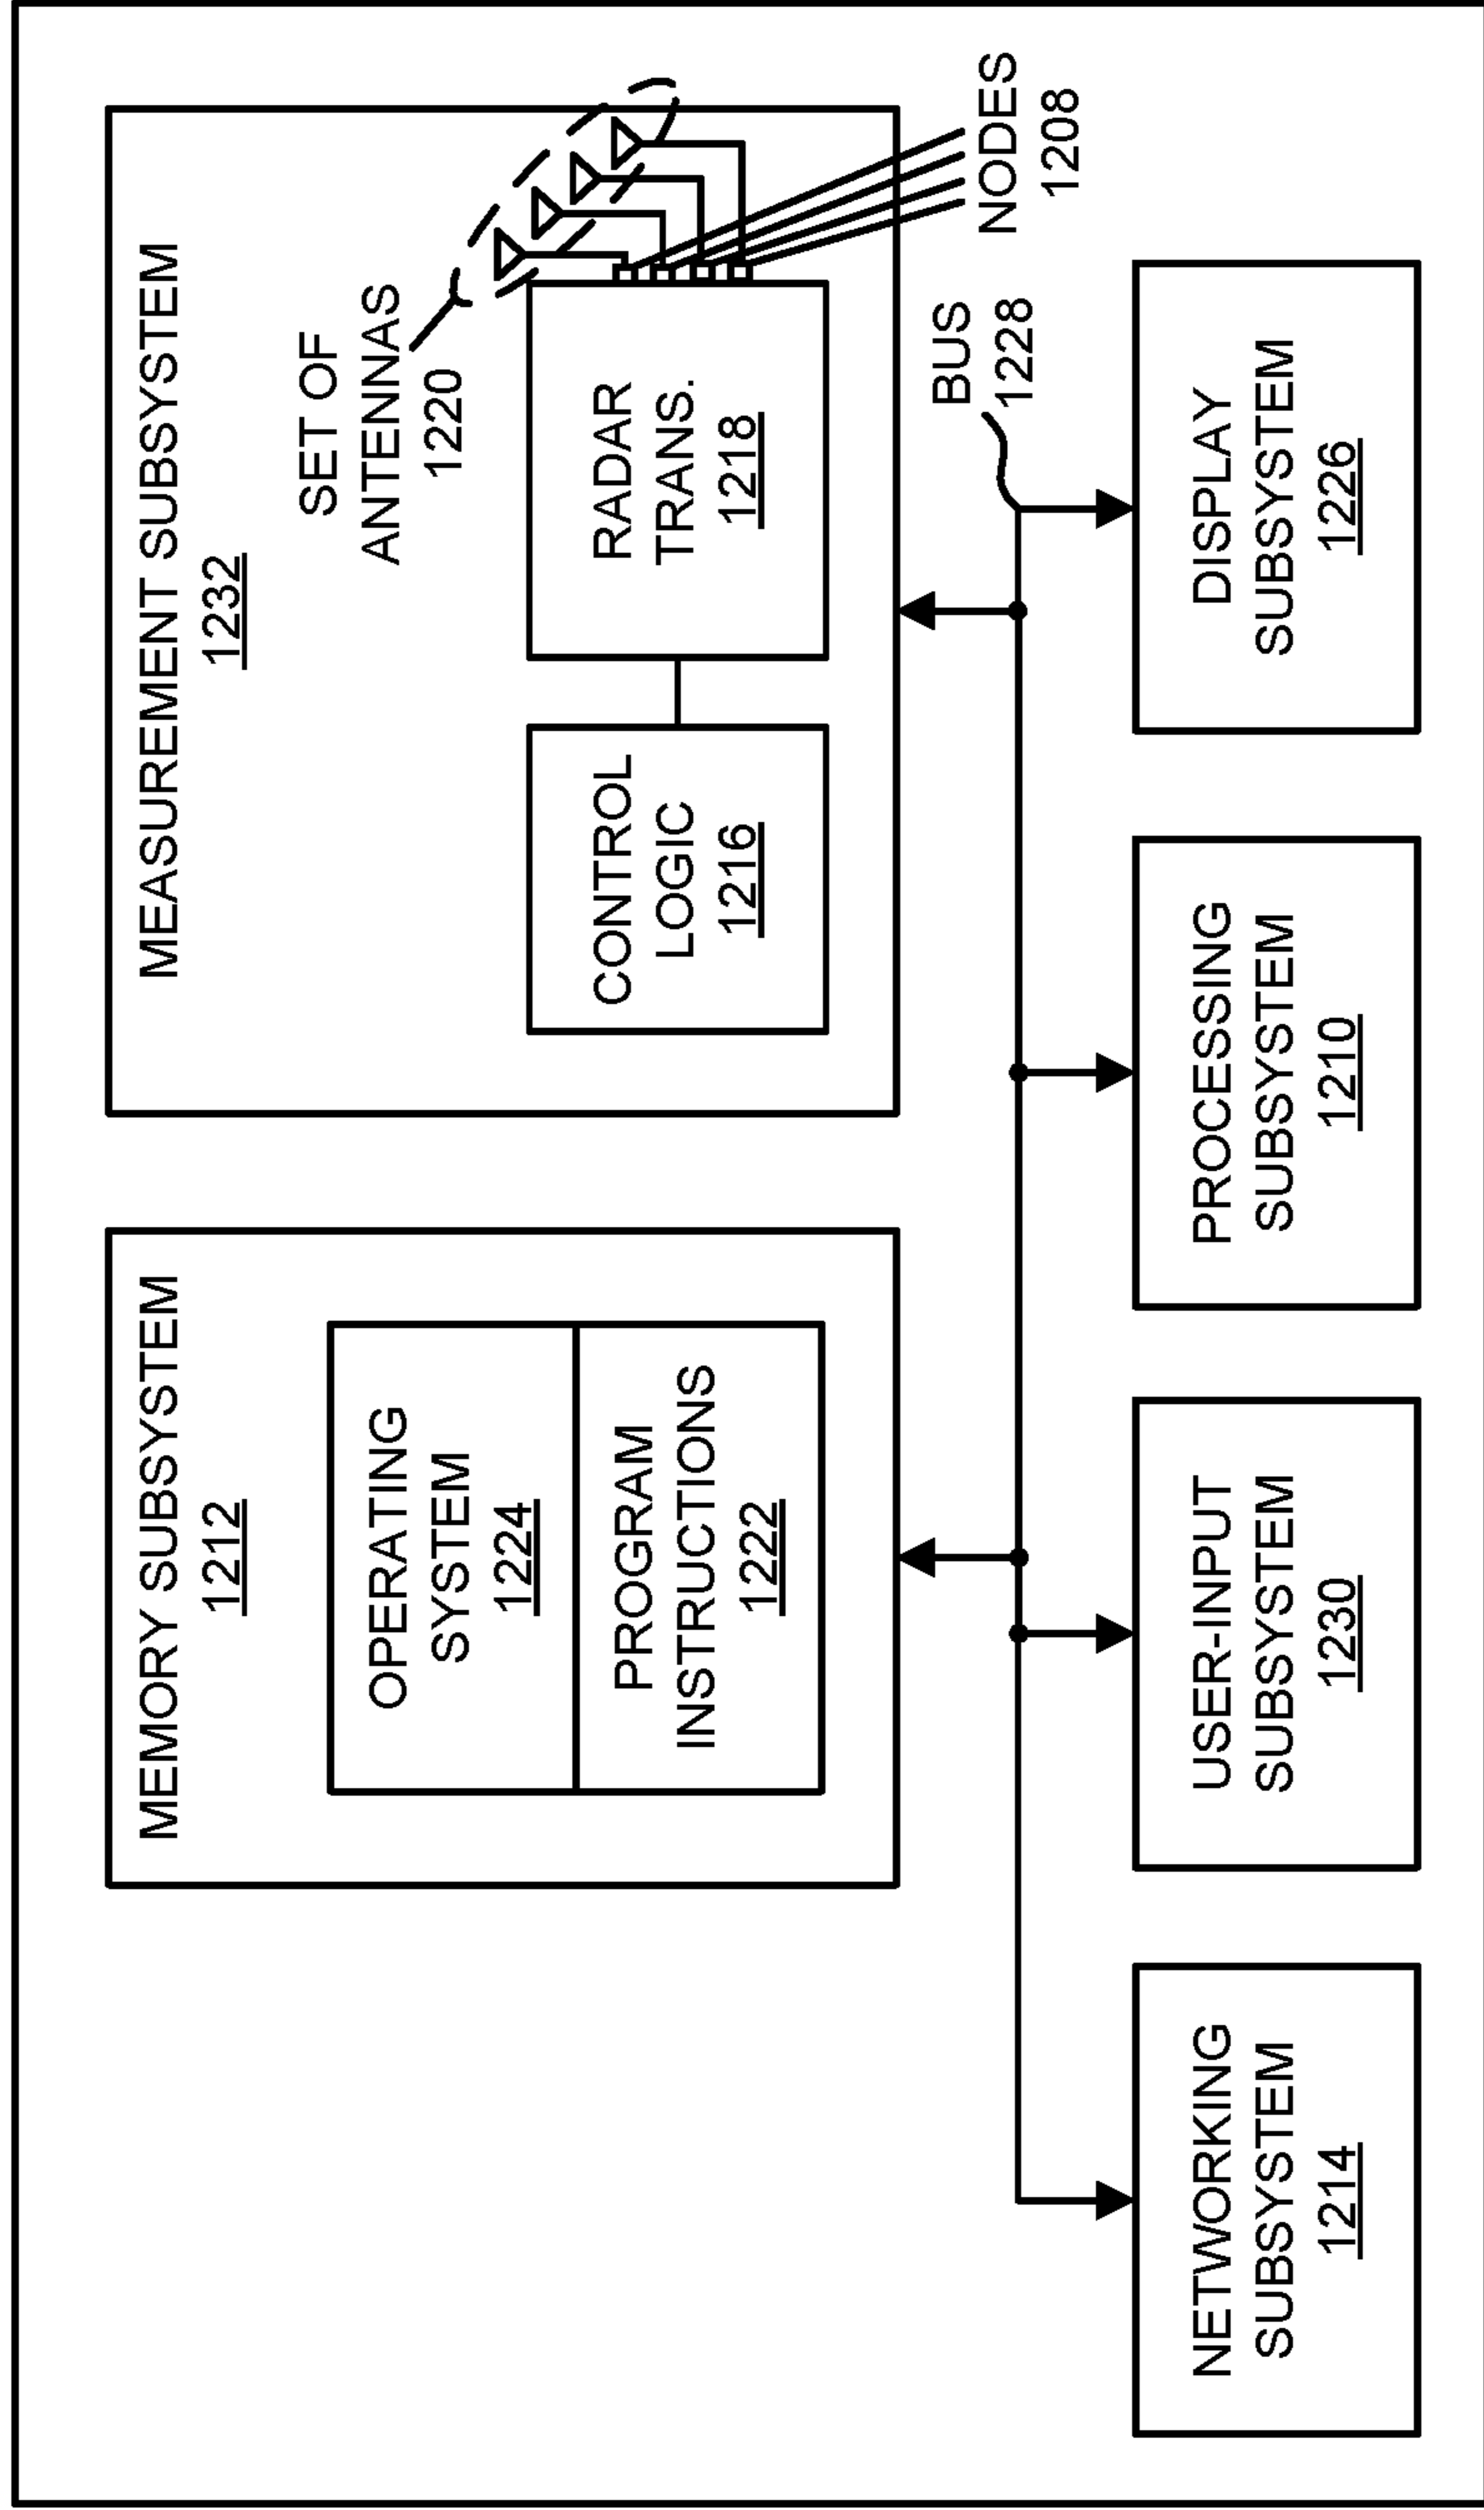 MEMORY SUBSYSTEM
1212
OPERATING
SYSTEM
1224
PROGRAM
INSTRUCTIONS
1222
MEASUREMENT SUBSYSTEM
1232
SET OF
ANTENNAS
1220
CONTROL
LOGIC
1216
RADAR
TRANS.
1218
NODES
1208
BUS
1228
NETWORKING
SUBSYSTEM
1214
USER-INPUT
SUBSYSTEM
1230
PROCESSING
SUBSYSTEM
1210
DISPLAY
SUBSYSTEM
1226